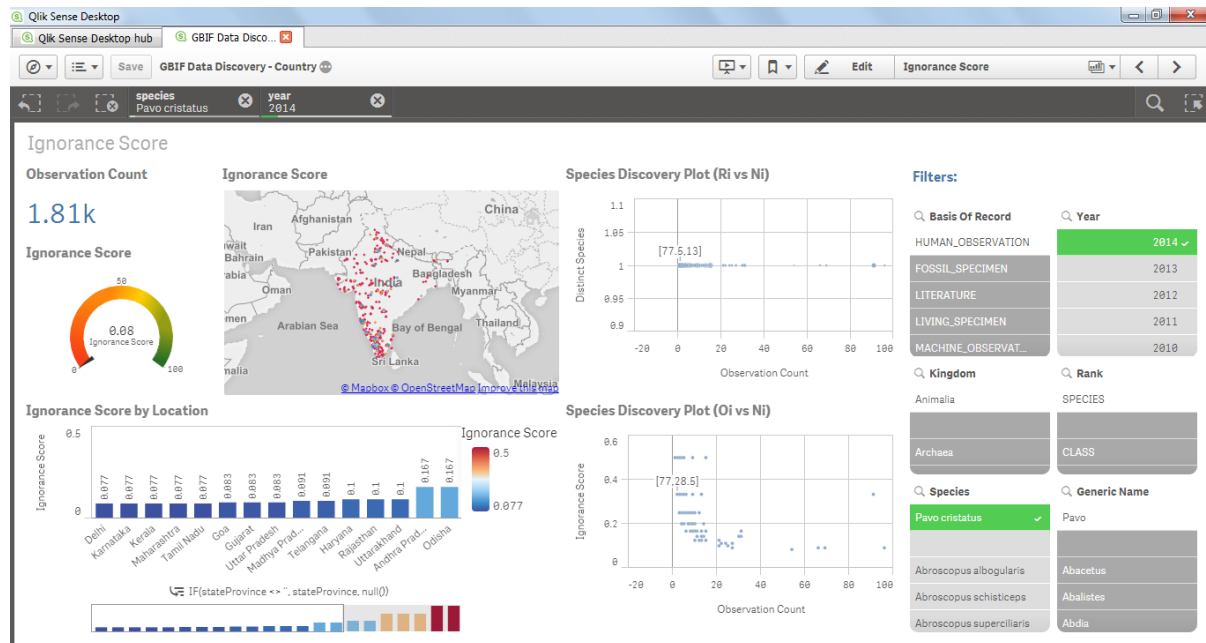 Qlik Sense Desktop
Qlik Sense Desktop hub
GBIF Data Disco...
Save
GBIF Data Discovery - Country
Edit
Ignorance Score
species
Pavo cristatus
year
2014
Ignorance Score
Observation Count
1.81k
Ignorance Score
50
0.08
Ignorance Score
0
100
Ignorance Score
China
Afghanistan
Iran
Pakistan
Nepal
Bahrain
Bangladesh
India
Oman
Myanmar
Arabian Sea
Bay of Bengal
Thailand
Sri Lanka
Malaysia
© Mapbox © OpenStreetMap Improve this map
Species Discovery Plot (Ri vs Ni)
Distinct Species
1.1
1.05
1
0.95
0.9
[77.5,13]
-20
0
20
40
60
80
100
Observation Count
Ignorance Score by Location
Ignorance Score
0.5
0
0.077
0.077
0.077
0.077
0.077
0.083
0.083
0.083
0.091
0.091
0.1
0.1
0.1
0.167
0.167
Delhi
Karnataka
Kerala
Maharashtra
Tamil Nadu
Goa
Gujarat
Uttar Pradesh
Madhya Prad...
Telangana
Haryana
Rajasthan
Uttarakhand
Andhra Prad...
Odisha
IF(stateProvince <> '', stateProvince, null())
Ignorance Score
0.5
0.077
Species Discovery Plot (Oi vs Ni)
Ignorance Score
0.6
0.4
0.2
0
[77,28.5]
-20
0
20
40
60
80
100
Observation Count
Filters:
Basis Of Record
HUMAN_OBSERVATION
FOSSIL_SPECIMEN
LITERATURE
LIVING_SPECIMEN
MACHINE_OBSERVAT...
Year
2014
2013
2012
2011
2010
Kingdom
Animalia
Archaea
Rank
SPECIES
CLASS
Species
Pavo cristatus
Abroscopus albogularis
Abroscopus schisticeps
Abroscopus superciliaris
Generic Name
Pavo
Abacetus
Abalistes
Abdia